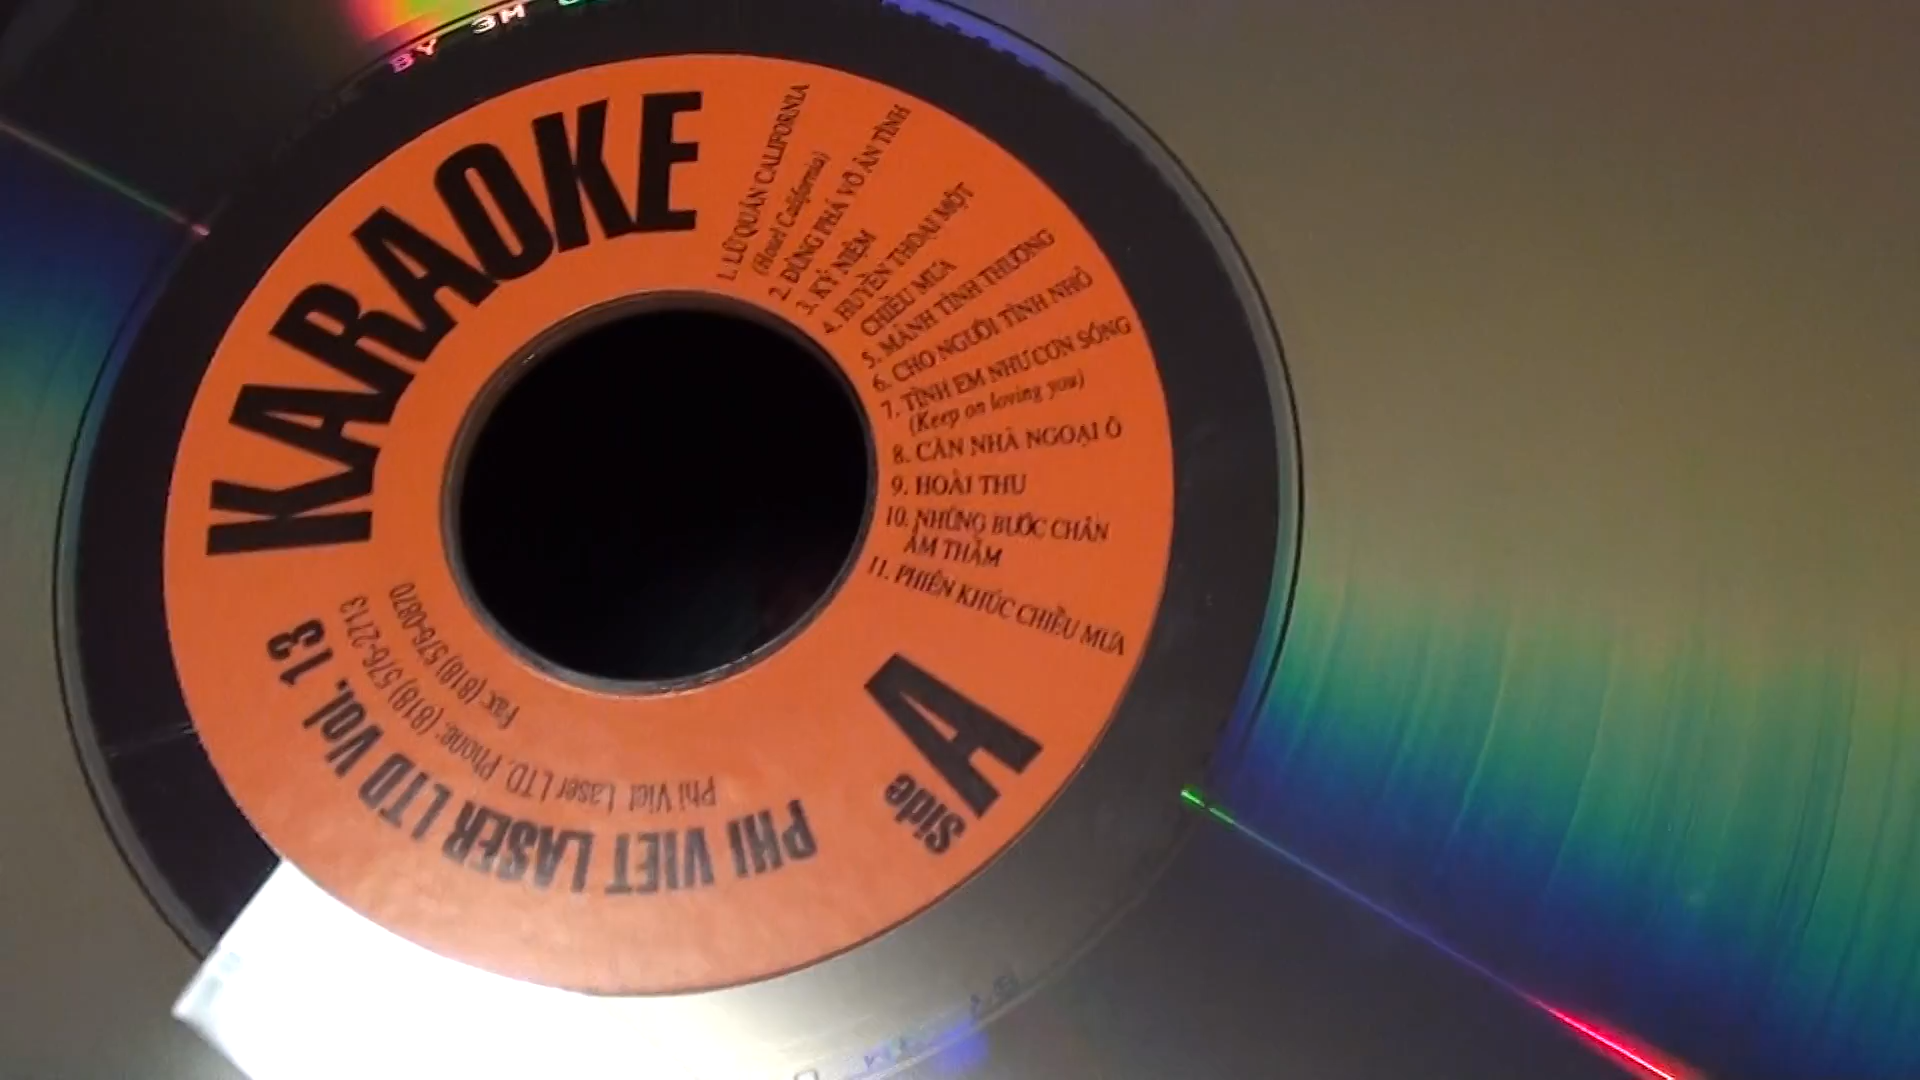 BY 3M
KARAOKE
1. LỮ QUÁN CALIFORNIA
(Hotel California)
2. ĐỪNG PHÁ VỠ ÂN TÌNH
3. KỶ NIỆM
4. HUYỀN THOẠI MỘT
CHIỀU MƯA
5. MẢNH TÌNH THƯƠNG
6. CHO NGƯỜI TÌNH NHỎ
7. TÌNH EM NHƯ CƠN SÓNG
(Keep on loving you)
8. CĂN NHÀ NGOẠI Ô
9. HOÀI THU
10. NHỮNG BƯỚC CHÂN
ÂM THẦM
11. PHIÊN KHÚC CHIỀU MƯA
Side A
PHI VIET LASER LTD Vol. 13
Phi Viet Laser LTD, Phone: (818) 576-2713
Fax (818) 576-0870